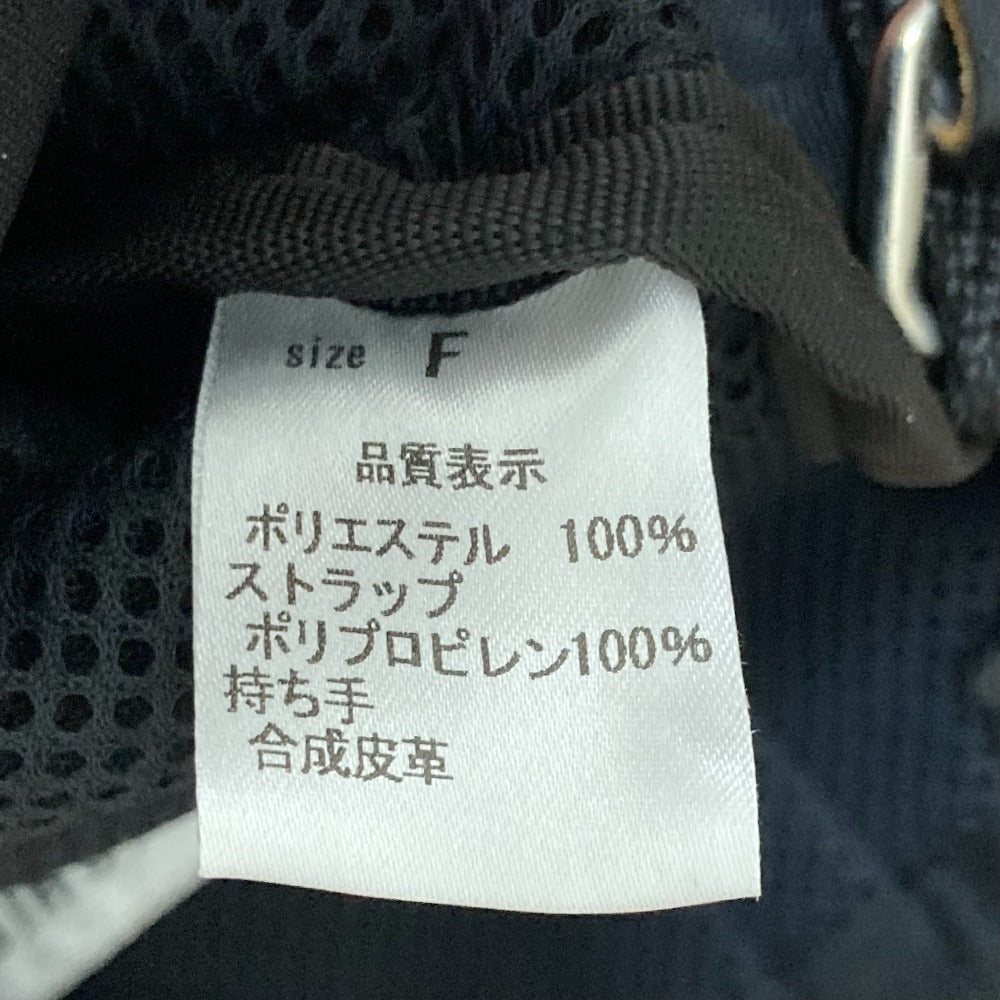 size F
品質表示
ポリエステル 100%
ストラップ
ポリプロピレン100%
持ち手
合成皮革